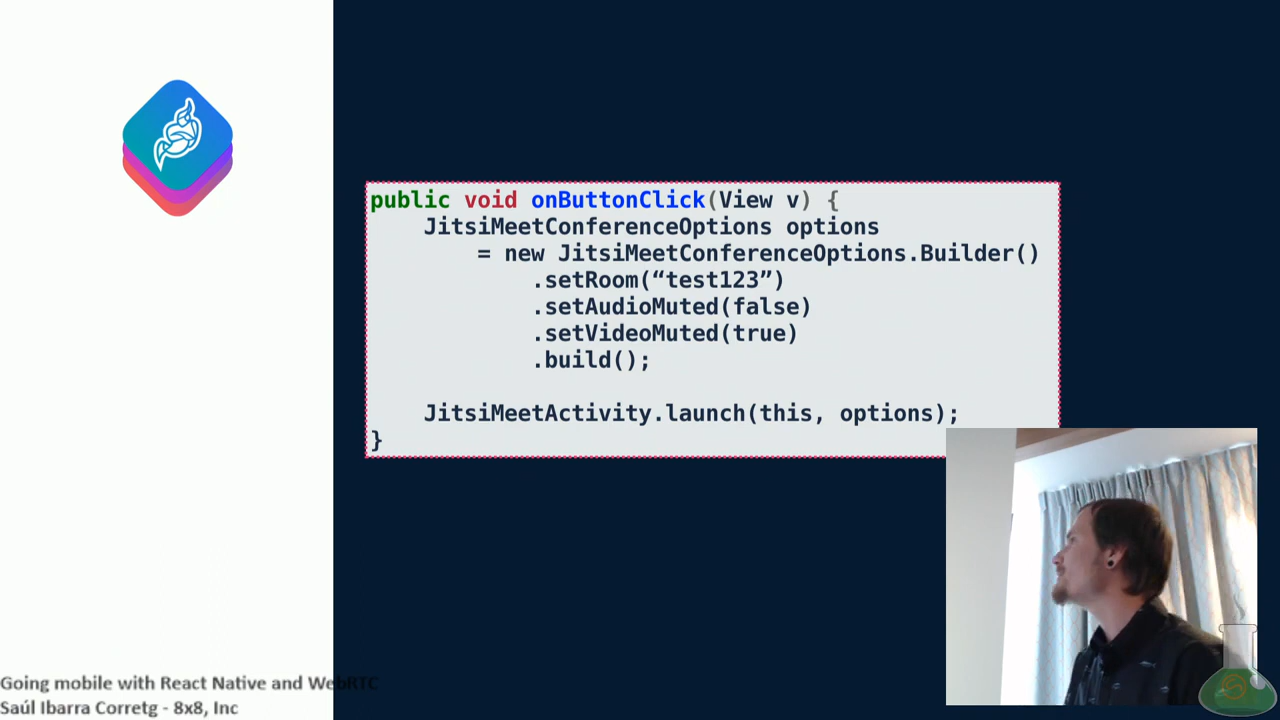 public void onButtonClick(View v) {
    JitsiMeetConferenceOptions options
        = new JitsiMeetConferenceOptions.Builder()
            .setRoom(“test123”)
            .setAudioMuted(false)
            .setVideoMuted(true)
            .build();
    JitsiMeetActivity.launch(this, options);
}
Going mobile with React Native and WebRTC
Saúl Ibarra Corretg - 8x8, Inc